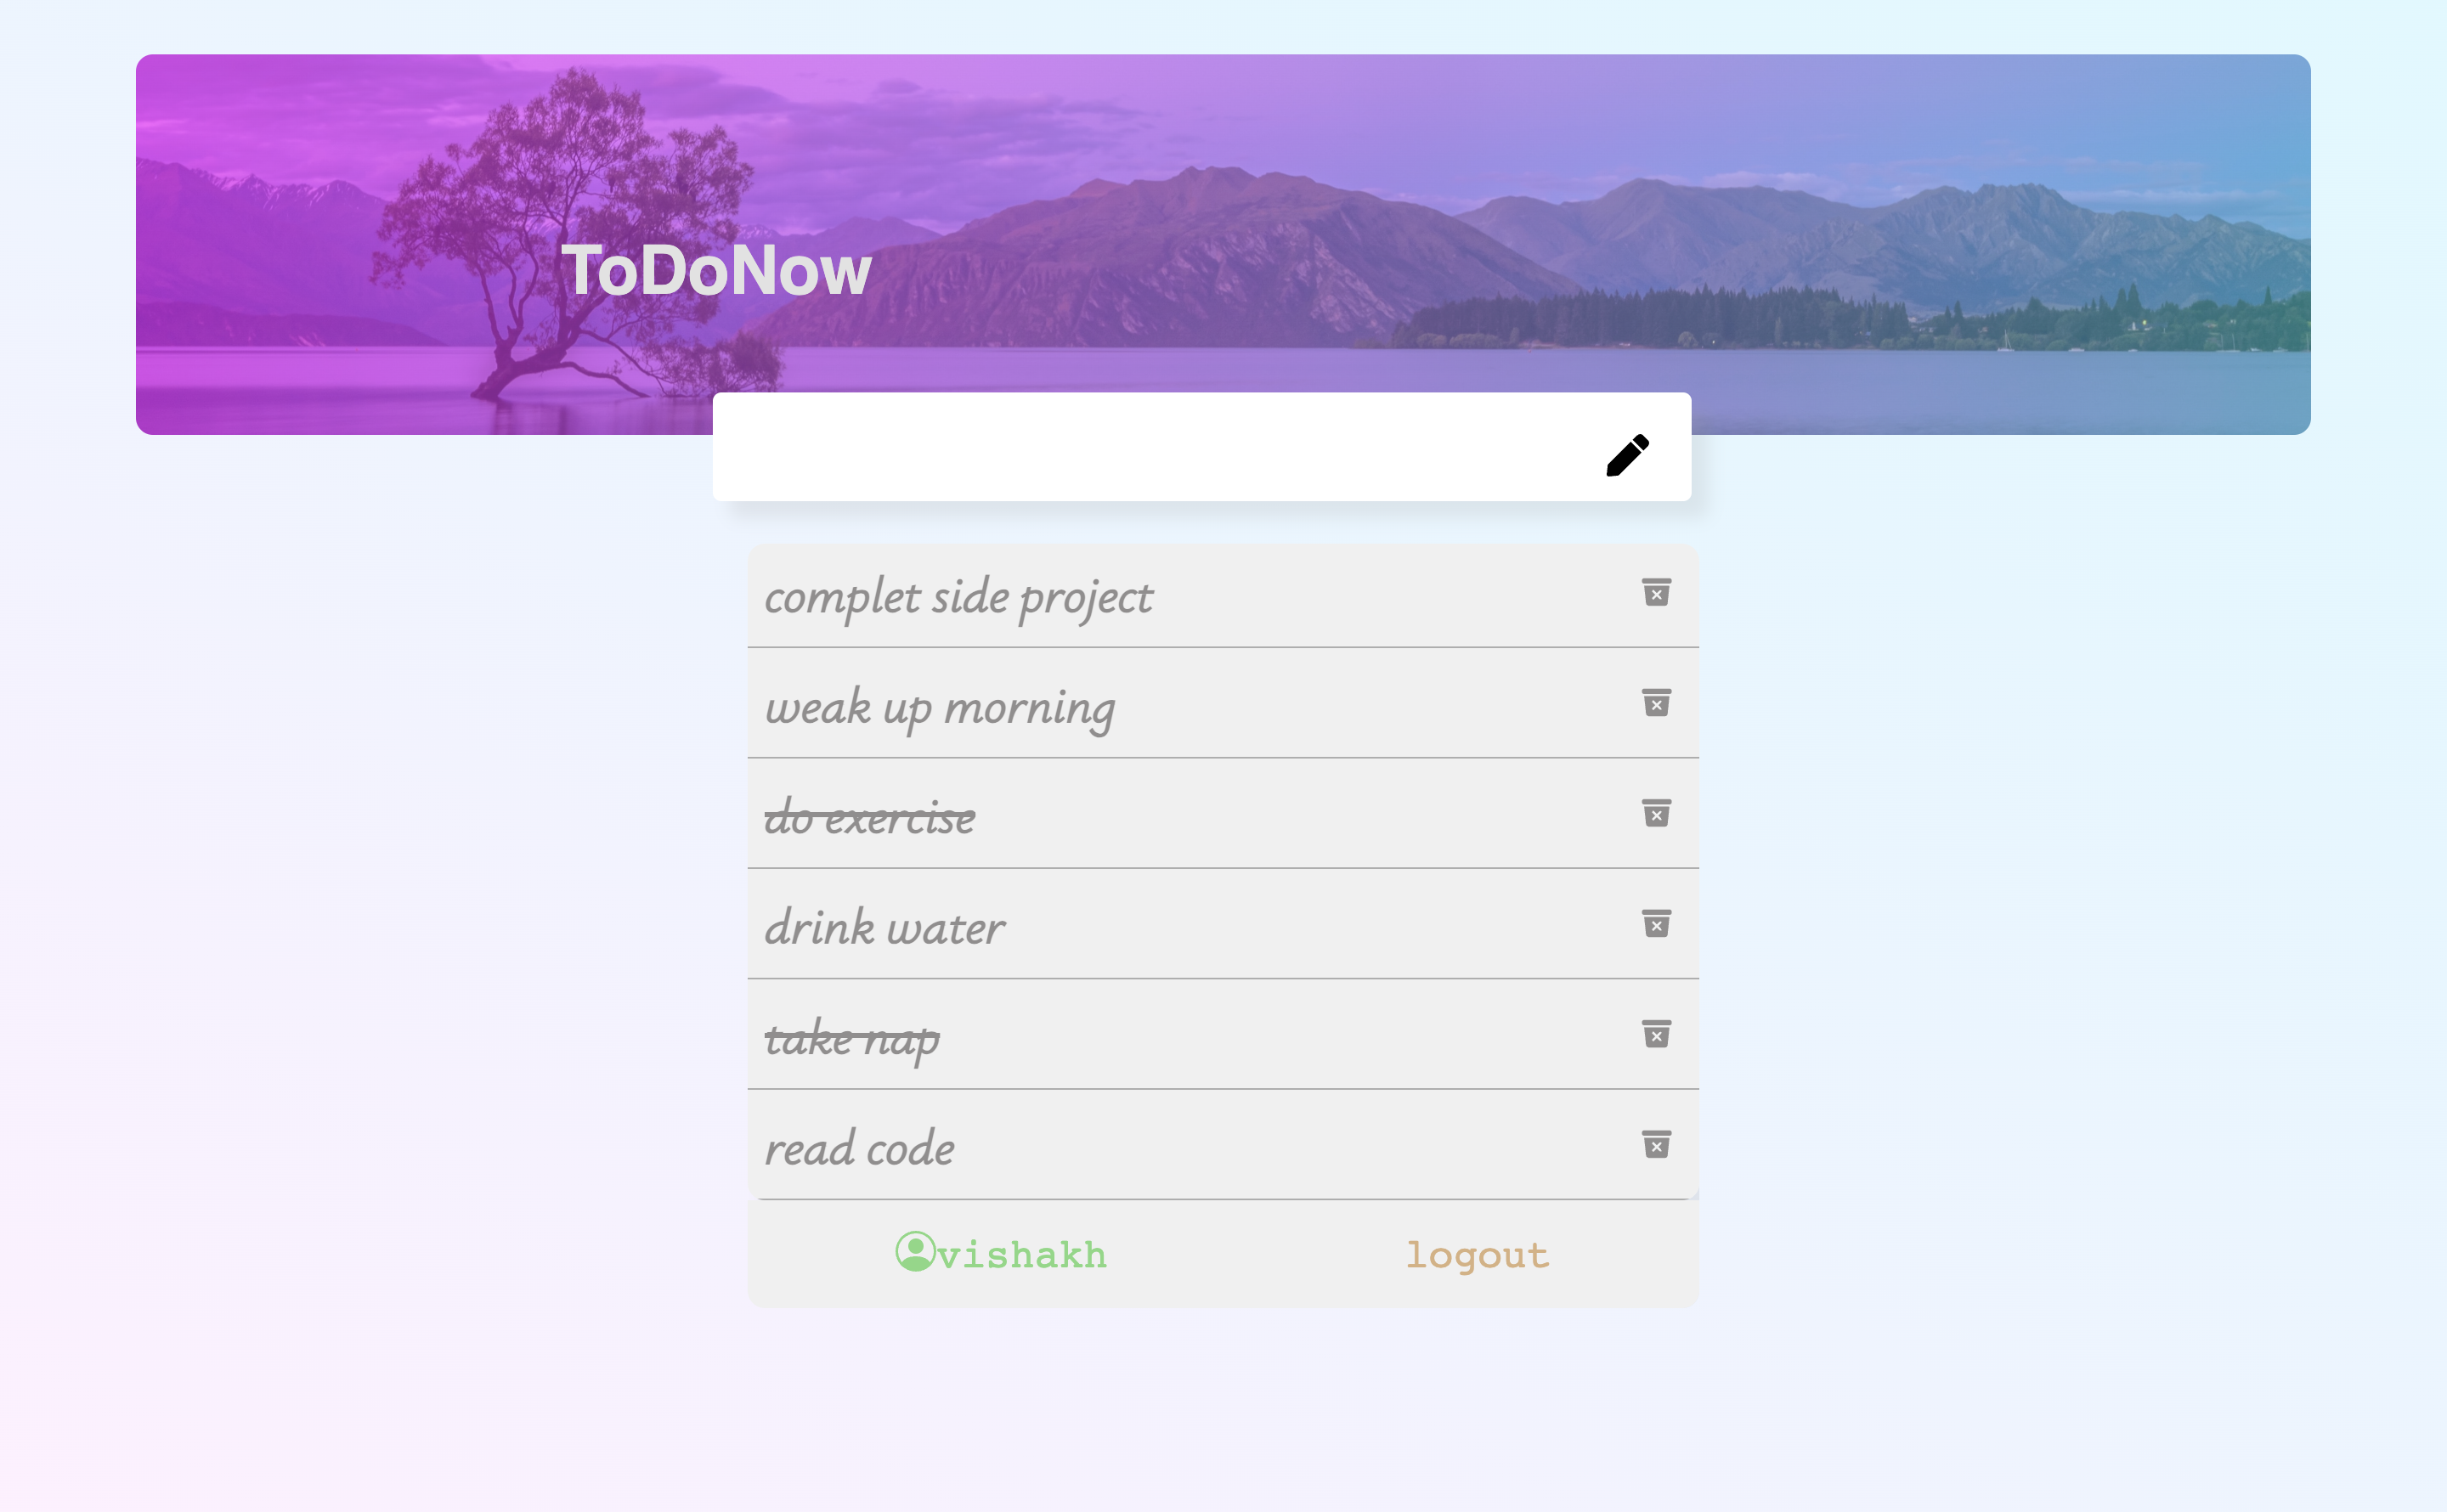 ToDoNow
complet side project
weak up morning
do exercise
drink water
take nap
read code
vishakh
logout